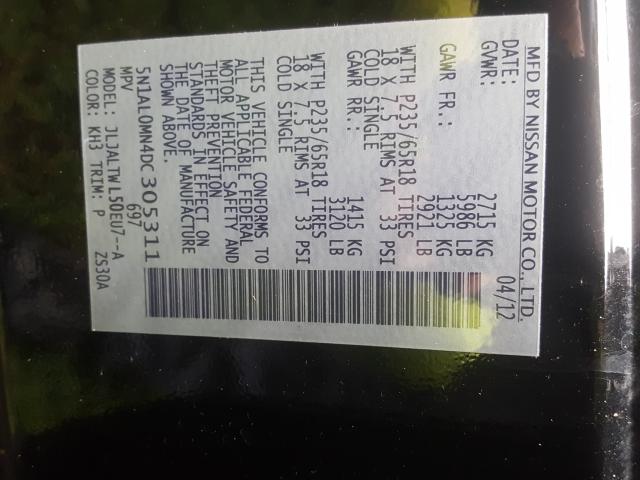 MFD BY NISSAN MOTOR CO., LTD.
DATE: 04/12
GVWR: 2715 KG
5986 LB
GAWR FR.: 1325 KG
2921 LB
WITH P235/65R18 TIRES
18 X 7.5 RIMS AT 33 PSI
COLD SINGLE
GAWR RR.: 1415 KG
3120 LB
WITH P235/65R18 TIRES
18 X 7.5 RIMS AT 33 PSI
COLD SINGLE
THIS VEHICLE CONFORMS TO
ALL APPLICABLE FEDERAL
MOTOR VEHICLE SAFETY AND
THEFT PREVENTION
STANDARDS IN EFFECT ON
THE DATE OF MANUFACTURE
SHOWN ABOVE.
5N1AL0MN4DC305311
MPV 697
MODEL: JLJALTWL50EU7--A
COLOR: KH3 TRIM: P ZS30A